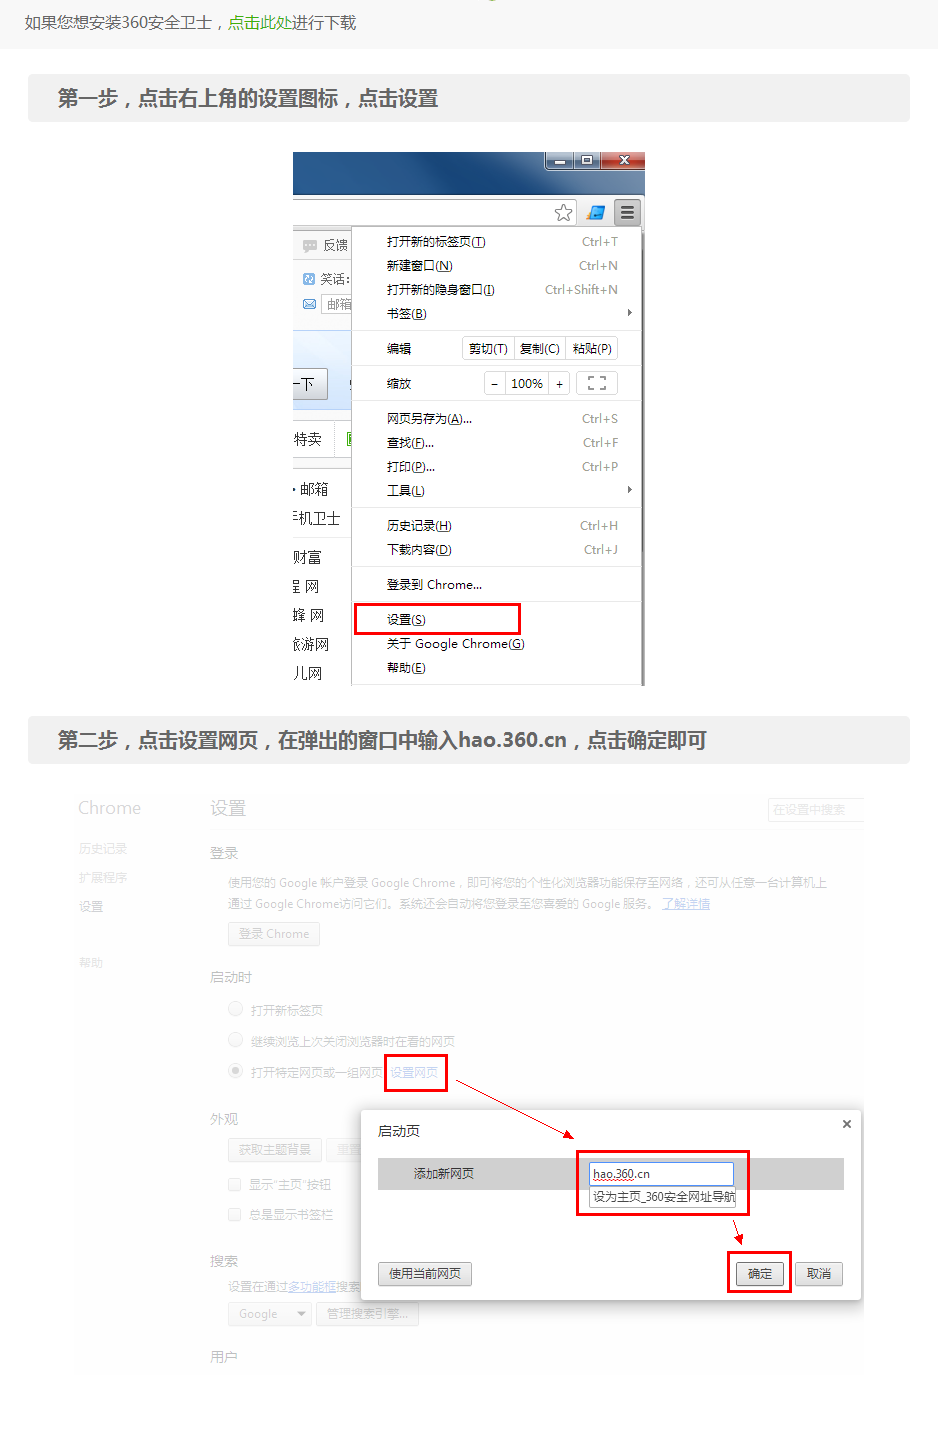 如果您想安装360安全卫士，点击此处进行下载
第一步，点击右上角的设置图标，点击设置
反馈
笑话:
邮箱
一下
特卖
邮箱
手机卫士
财富
网
蜂 网
旅游网
儿网
打开新的标签页(T) Ctrl+T
新建窗口(N) Ctrl+N
打开新的隐身窗口(I) Ctrl+Shift+N
书签(B)
编辑 剪切(T) 复制(C) 粘贴(P)
缩放 - 100% +
网页另存为(A)... Ctrl+S
查找(F)... Ctrl+F
打印(P)... Ctrl+P
工具(L)
历史记录(H) Ctrl+H
下载内容(D) Ctrl+J
登录到 Chrome...
设置(S)
关于 Google Chrome(G)
帮助(E)
第二步，点击设置网页，在弹出的窗口中输入hao.360.cn，点击确定即可
Chrome
历史记录
扩展程序
设置
帮助
设置 在设置中搜索
登录
使用您的 Google 帐户登录 Google Chrome，即可将您的个性化浏览器功能保存至网络，还可从任意一台计算机上
通过 Google Chrome访问它们。系统还会自动将您登录至您喜爱的 Google 服务。 了解详情
登录 Chrome
启动时
打开新标签页
继续浏览上次关闭浏览器时在看的网页
打开特定网页或一组网页 设置网页
外观
获取主题背景 重置
显示"主页"按钮
总是显示书签栏
搜索
设置在通过多功能框搜索
Google 管理搜索引擎...
用户
启动页 ×
添加新网页 hao.360.cn
设为主页_360安全网址导航
使用当前网页 确定 取消